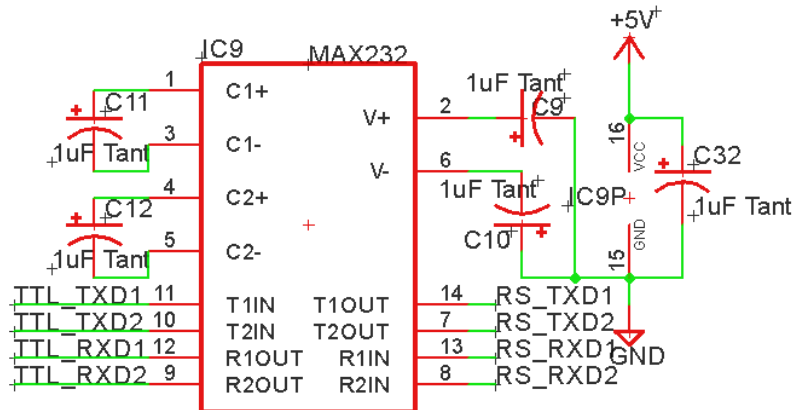 +5V
IC9 MAX232
1 C1+
C11
1uF Tant
3 C1-
4 C2+
C12
1uF Tant
5 C2-
V+ 2
1uF Tant
C9
V- 6
1uF Tant
C10
IC9P
16 VCC
15 GND
C32
1uF Tant
GND
TTL_TXD1 11 T1IN T1OUT 14 RS_TXD1
TTL_TXD2 10 T2IN T2OUT 7 RS_TXD2
TTL_RXD1 12 R1OUT R1IN 13 RS_RXD1
TTL_RXD2 9 R2OUT R2IN 8 RS_RXD2